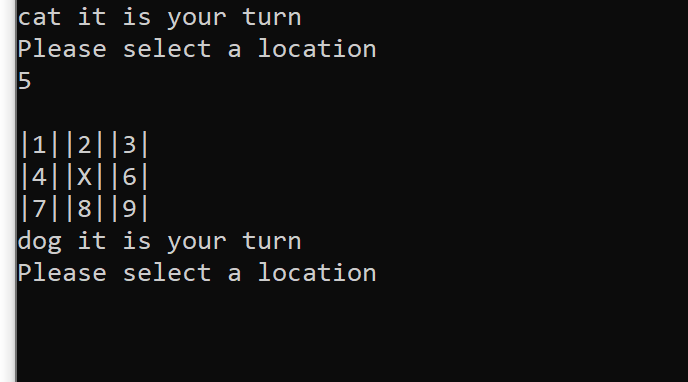 cat it is your turn
Please select a location
5
|1||2||3|
|4||X||6|
|7||8||9|
dog it is your turn
Please select a location